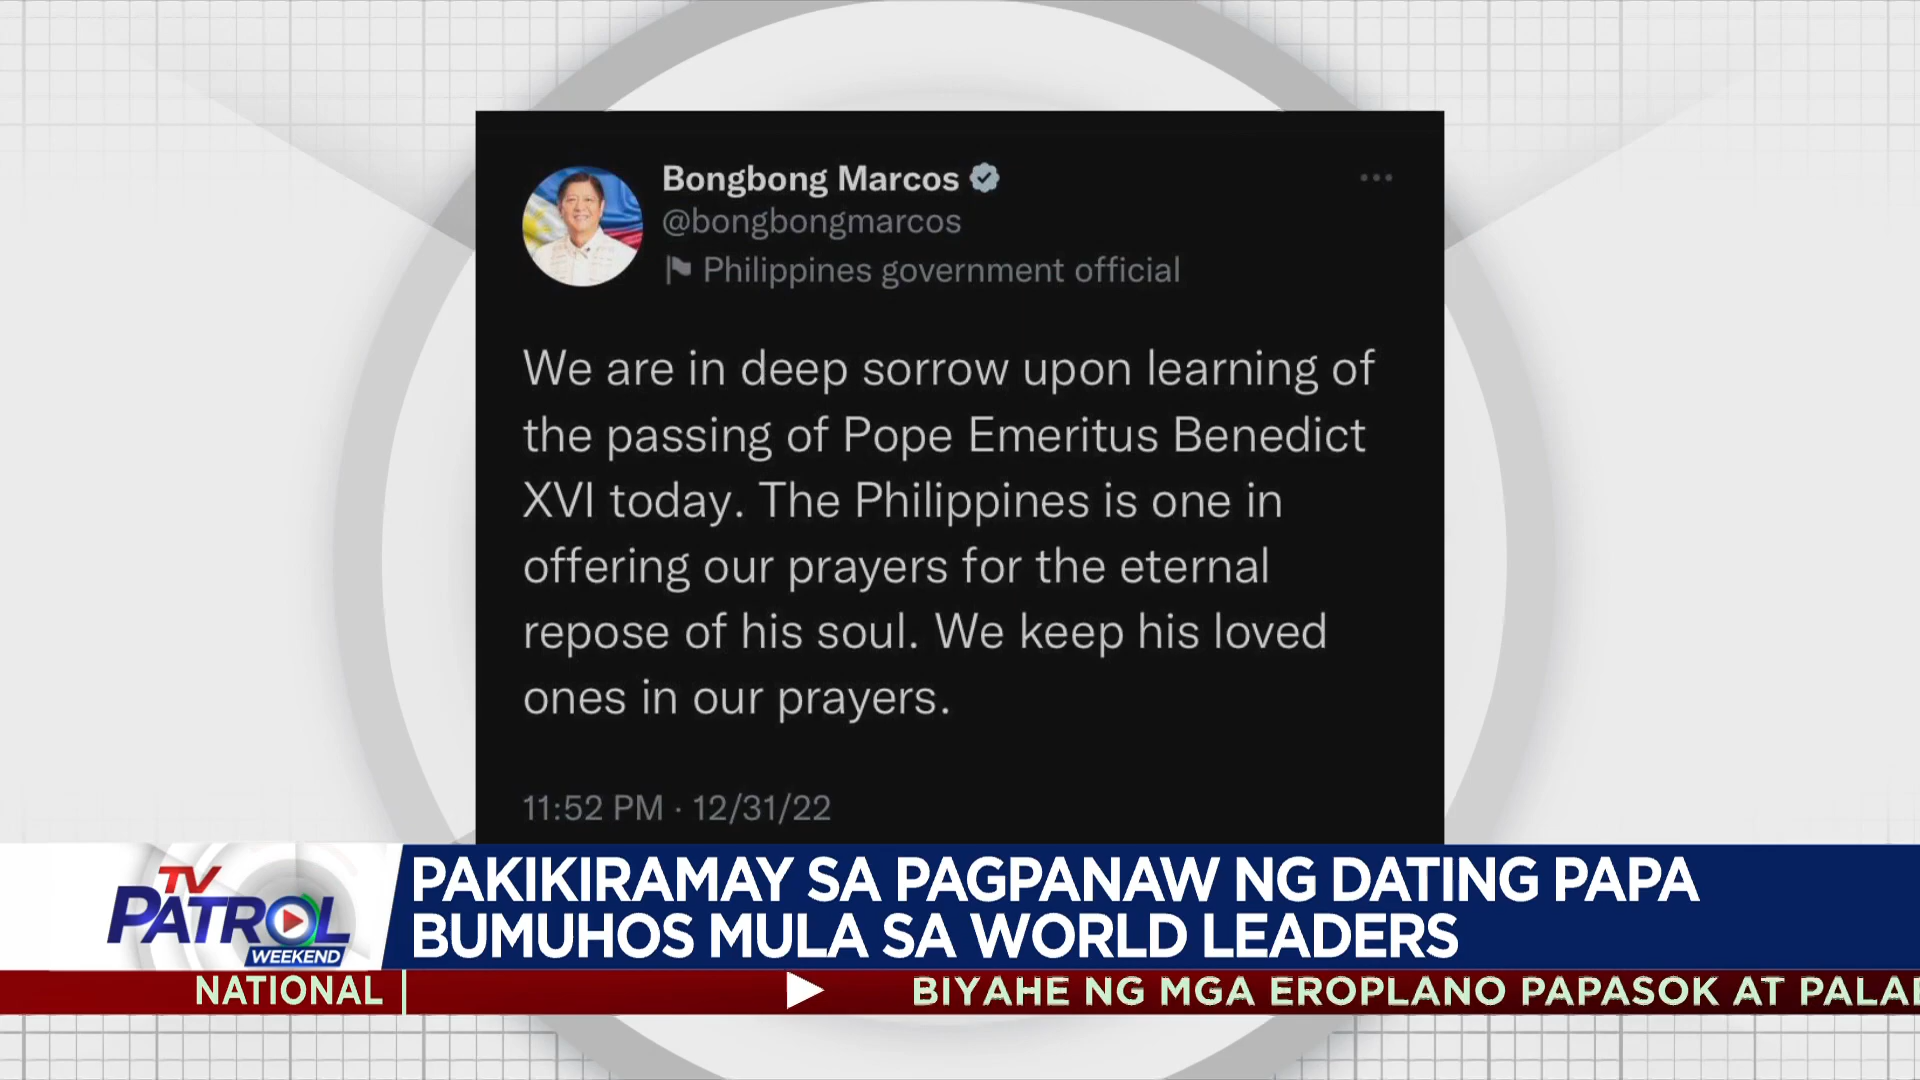 Bongbong Marcos
@bongbongmarcos
Philippines government official
We are in deep sorrow upon learning of
the passing of Pope Emeritus Benedict
XVI today. The Philippines is one in
offering our prayers for the eternal
repose of his soul. We keep his loved
ones in our prayers.
11:52 PM · 12/31/22
TV
PATROL
WEEKEND
PAKIKIRAMAY SA PAGPANAW NG DATING PAPA
BUMUHOS MULA SA WORLD LEADERS
NATIONAL
BIYAHE NG MGA EROPLANO PAPASOK AT